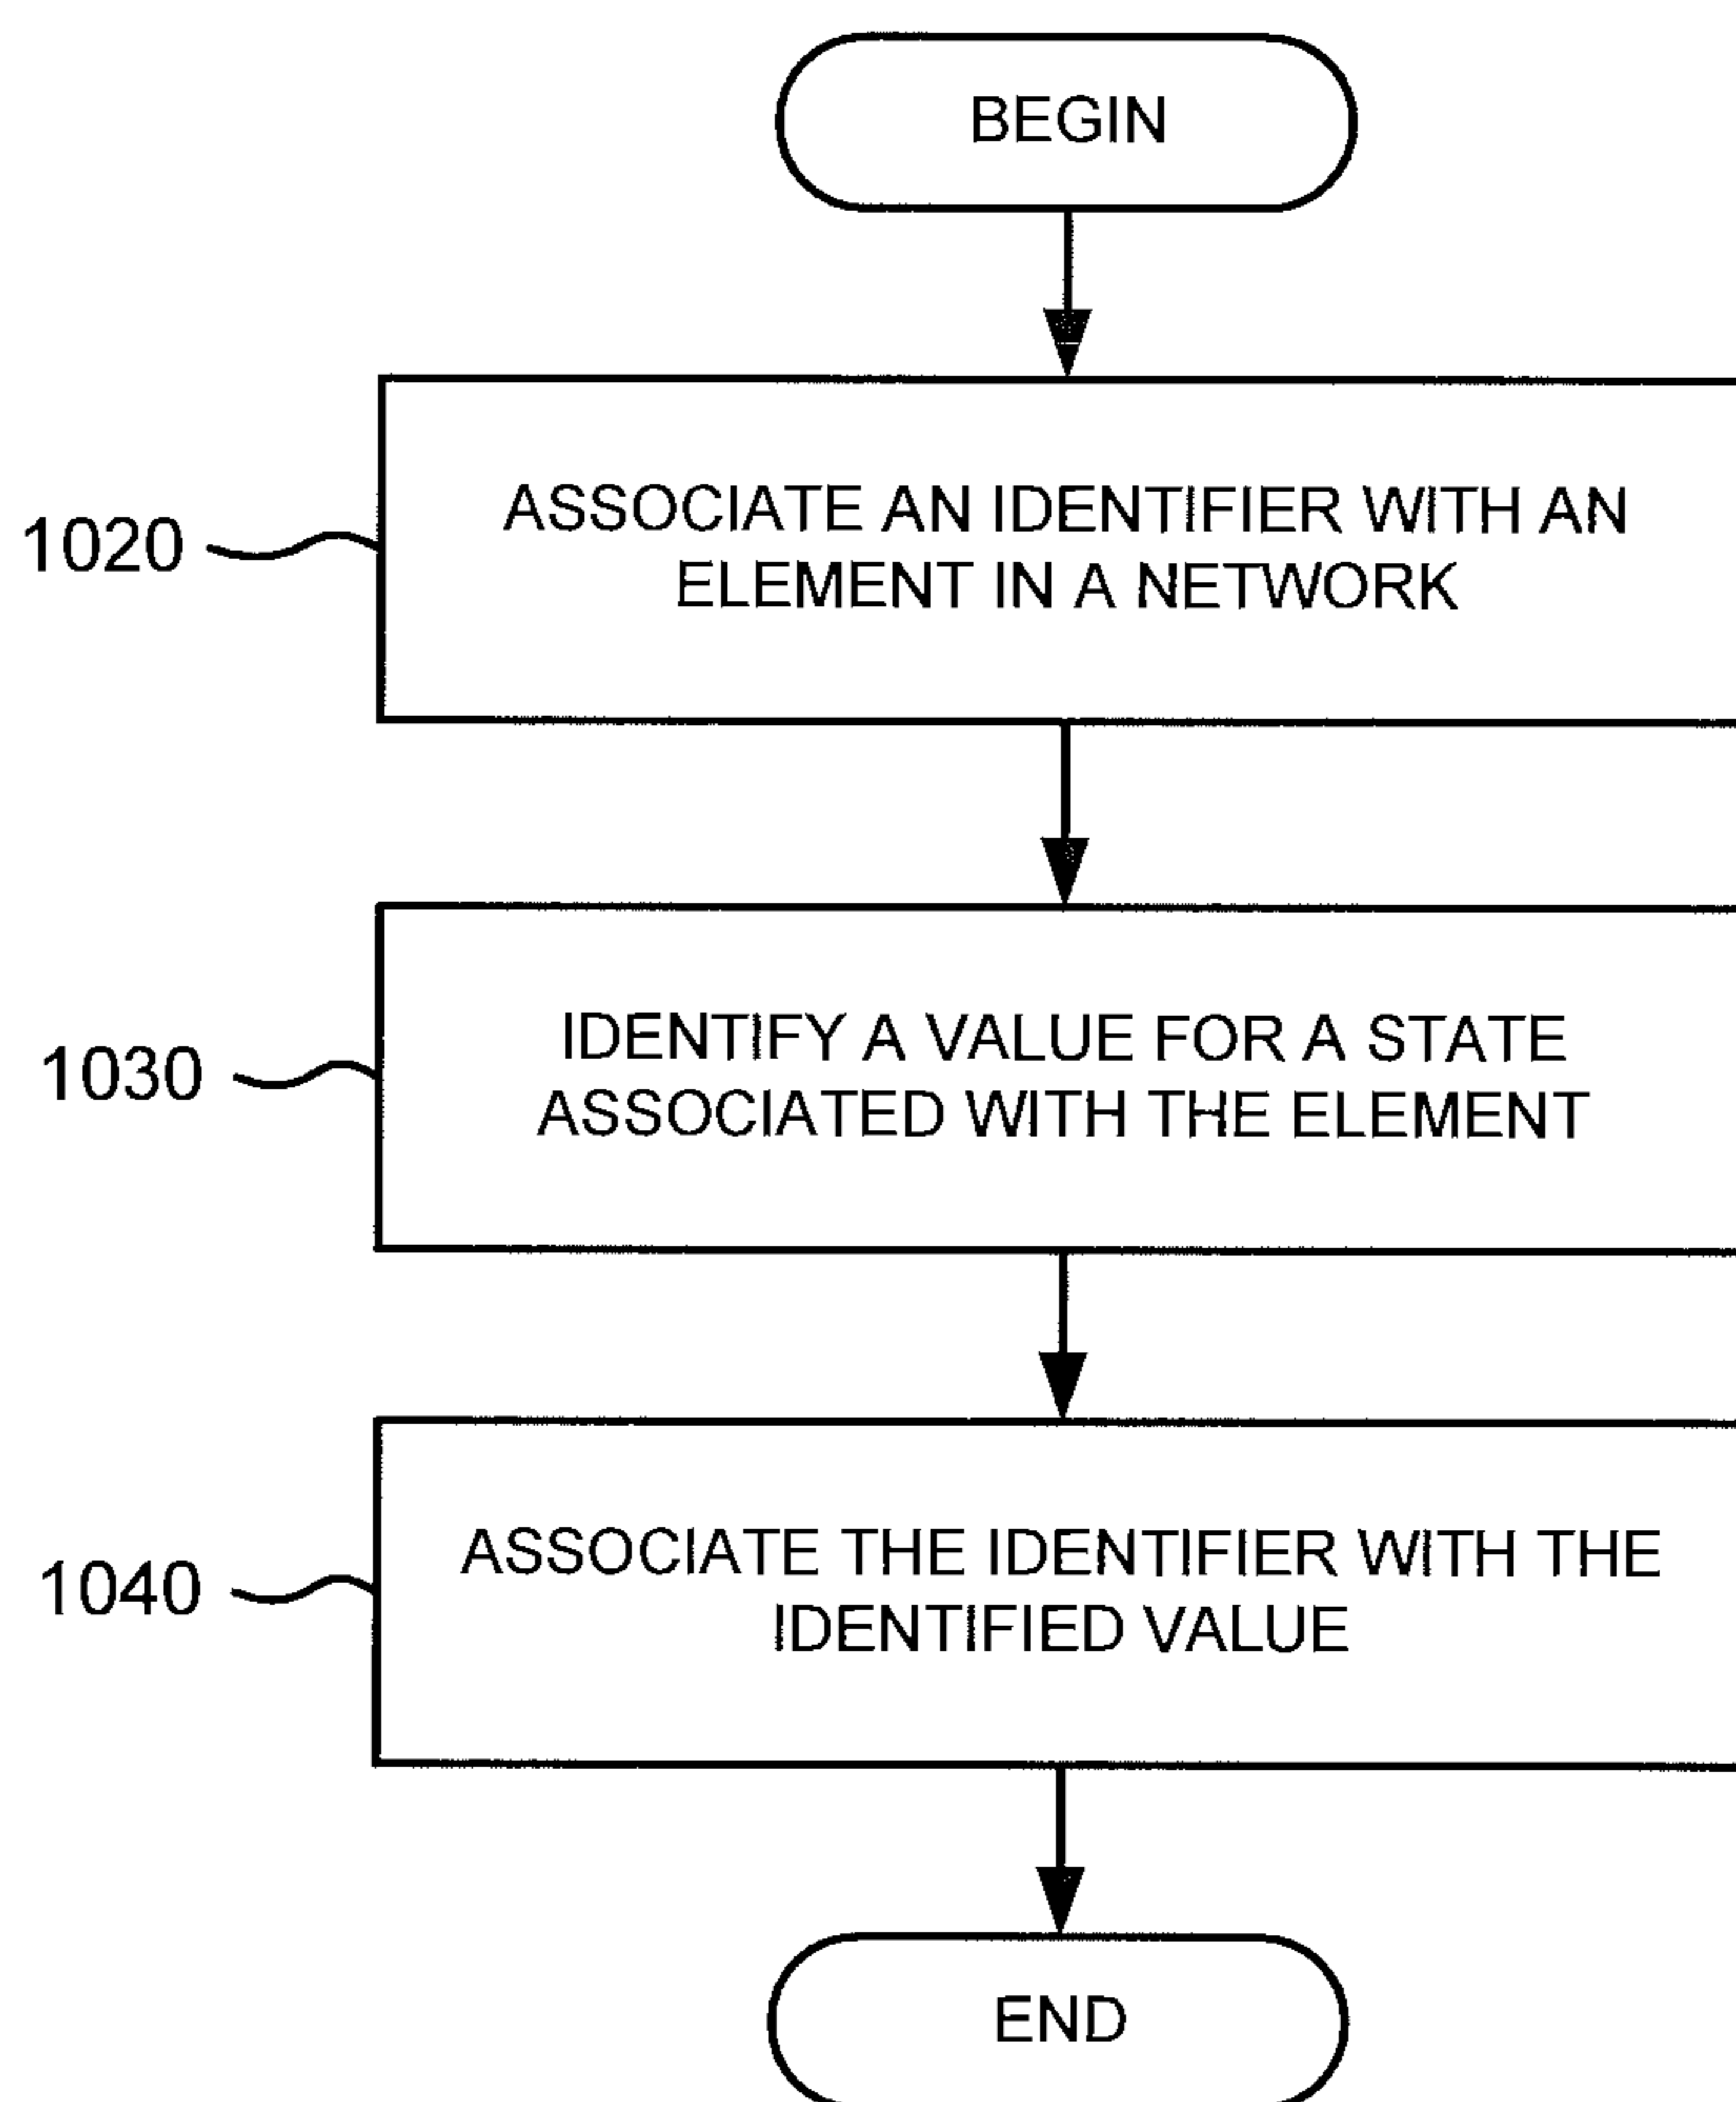 BEGIN
1020
ASSOCIATE AN IDENTIFIER WITH AN
ELEMENT IN A NETWORK
1030
IDENTIFY A VALUE FOR A STATE
ASSOCIATED WITH THE ELEMENT
1040
ASSOCIATE THE IDENTIFIER WITH THE
IDENTIFIED VALUE
END